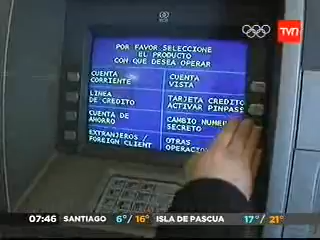 tvn
POR FAVOR SELECCIONE
EL PRODUCTO
CON QUE DESEA OPERAR
CUENTA
CORRIENTE
CUENTA
VISTA
LINEA
DE CREDITO
TARJETA CREDITO
ACTIVAR PINPASS
CUENTA DE
AHORRO
CAMBIO NUMERO
SECRETO
EXTRANJEROS /
FOREIGN CLIENT
OTRAS
07:46 SANTIAGO 6°/ 16° ISLA DE PASCUA 17°/ 21°